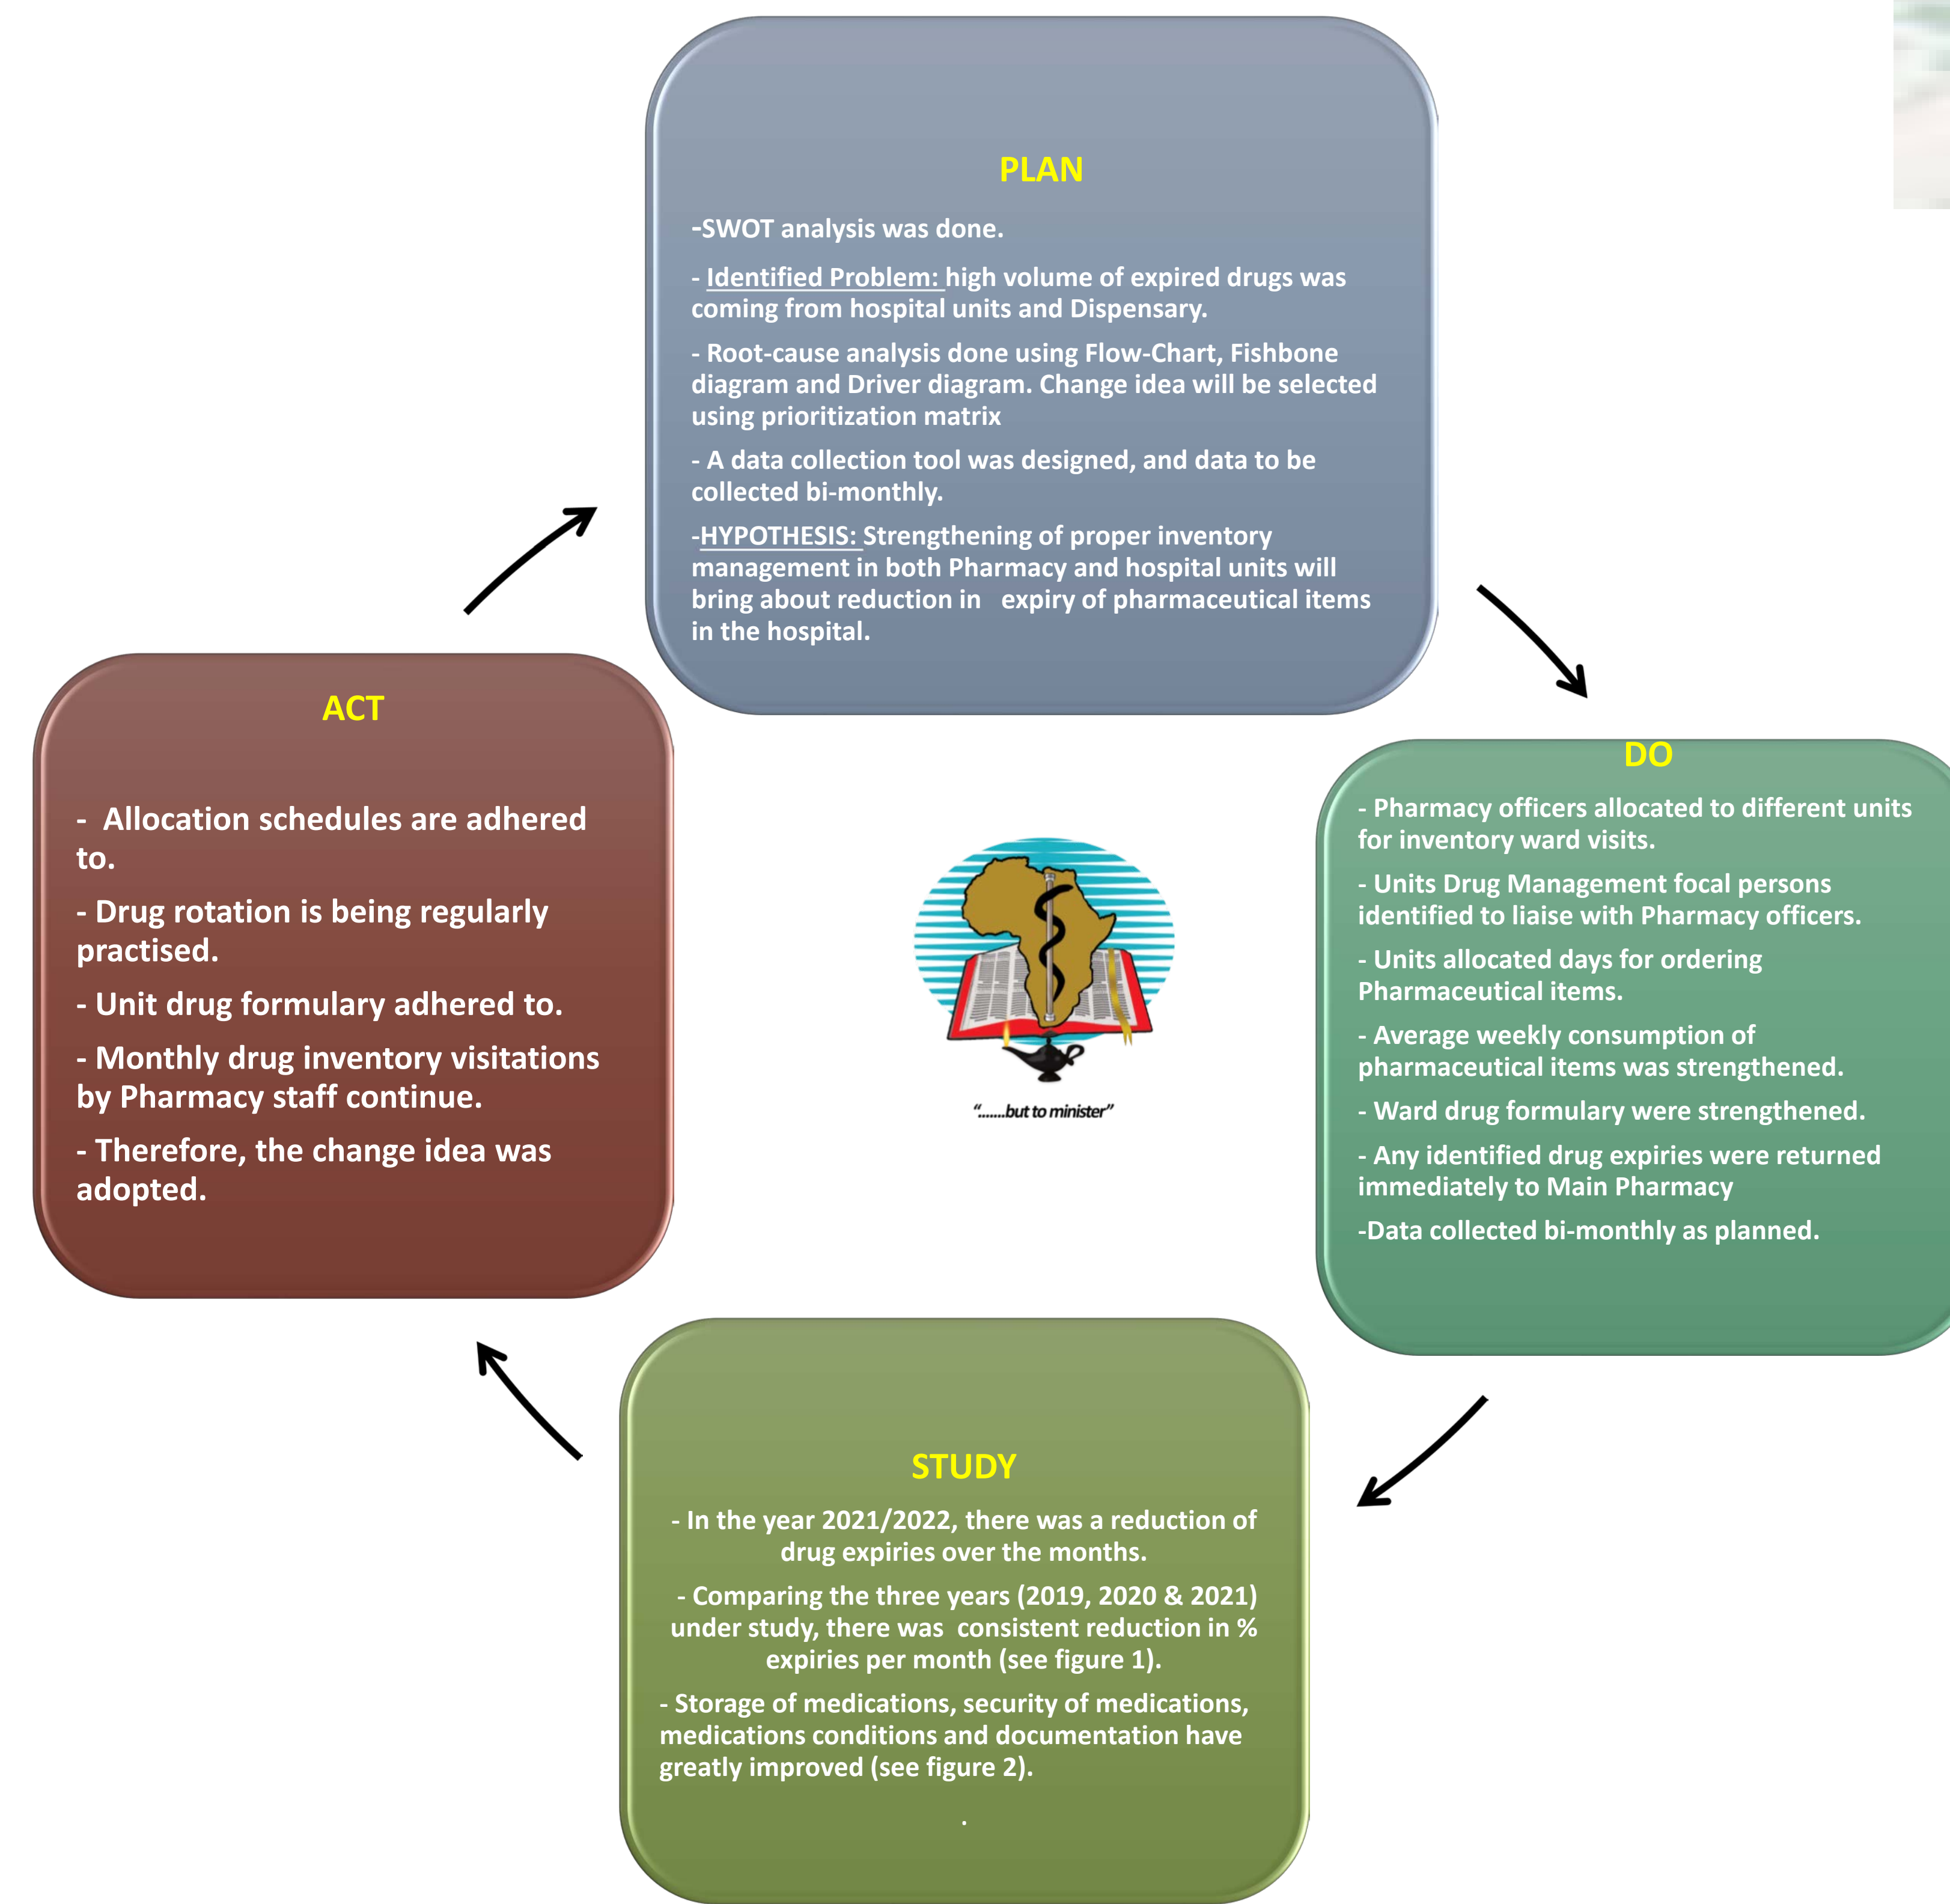 PLAN
-SWOT analysis was done.
- Identified Problem: high volume of expired drugs was
coming from hospital units and Dispensary.
- Root-cause analysis done using Flow-Chart, Fishbone
diagram and Driver diagram. Change idea will be selected
using prioritization matrix
- A data collection tool was designed, and data to be
collected bi-monthly.
-HYPOTHESIS: Strengthening of proper inventory
management in both Pharmacy and hospital units will
bring about reduction in   expiry of pharmaceutical items
in the hospital.
DO
- Pharmacy officers allocated to different units
for inventory ward visits.
- Units Drug Management focal persons
identified to liaise with Pharmacy officers.
- Units allocated days for ordering
Pharmaceutical items.
- Average weekly consumption of
pharmaceutical items was strengthened.
- Ward drug formulary were strengthened.
- Any identified drug expiries were returned
immediately to Main Pharmacy
-Data collected bi-monthly as planned.
STUDY
- In the year 2021/2022, there was a reduction of
drug expiries over the months.
- Comparing the three years (2019, 2020 & 2021)
under study, there was  consistent reduction in %
expiries per month (see figure 1).
- Storage of medications, security of medications,
medications conditions and documentation have
greatly improved (see figure 2).
.
ACT
-  Allocation schedules are adhered
to.
- Drug rotation is being regularly
practised.
- Unit drug formulary adhered to.
- Monthly drug inventory visitations
by Pharmacy staff continue.
- Therefore, the change idea was
adopted.
“.......but to minister”